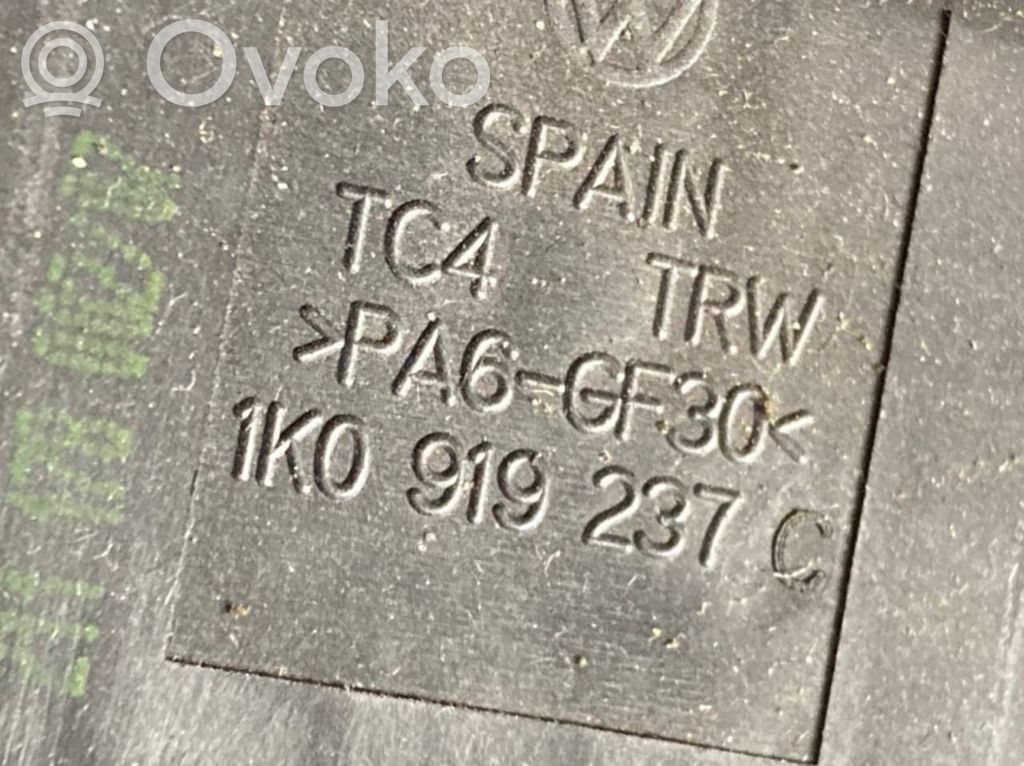 Ovoko
SPAIN
TC4 TRW
>PA6-GF30<
1K0 919 237 C